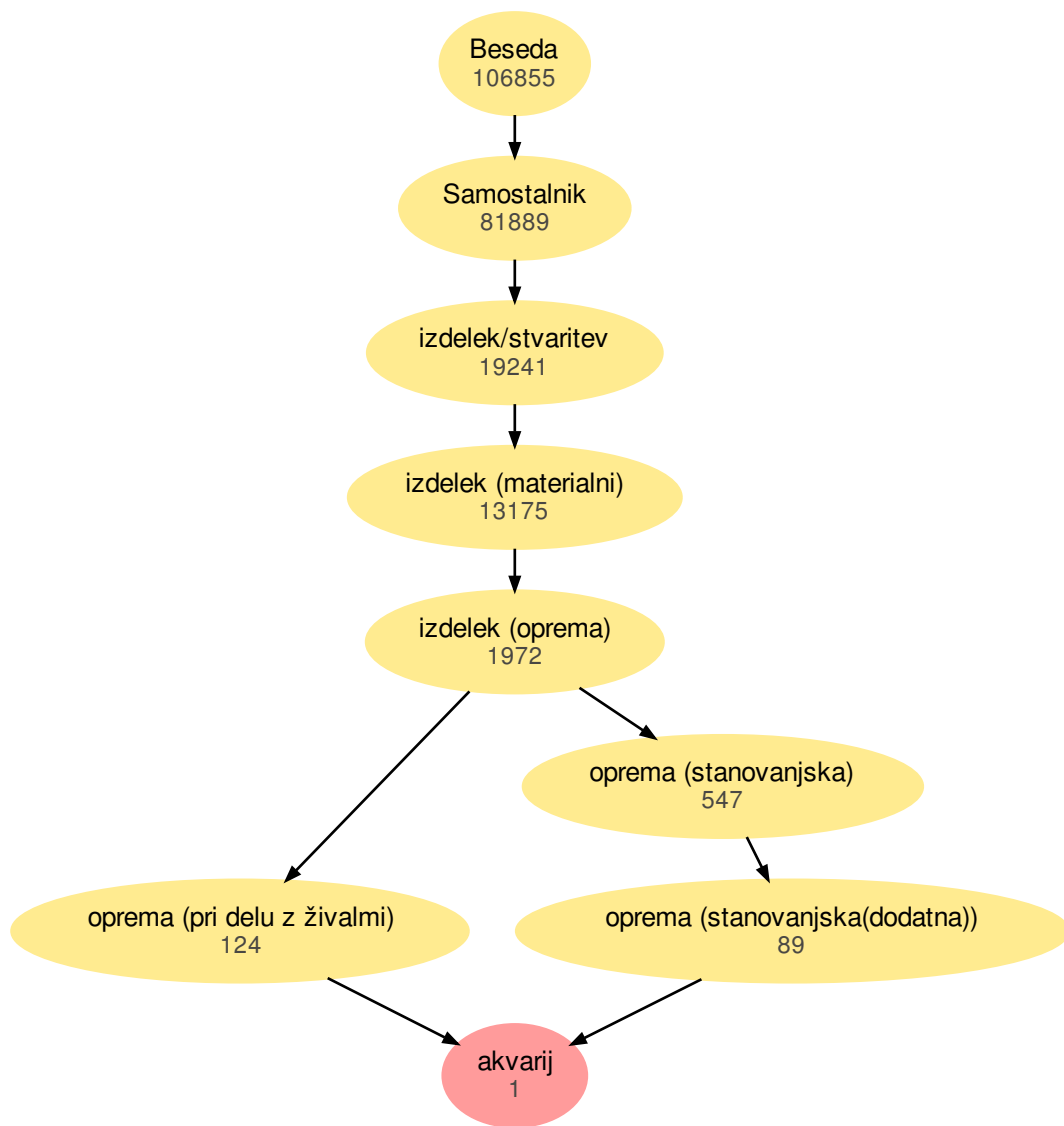 Beseda
106855
Samostalnik
81889
izdelek/stvaritev
19241
izdelek (materialni)
13175
izdelek (oprema)
1972
oprema (stanovanjska)
547
oprema (pri delu z živalmi)
124
oprema (stanovanjska(dodatna))
89
akvarij
1